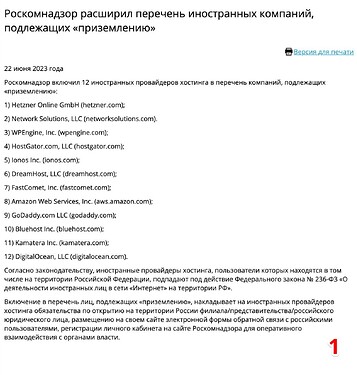 Роскомнадзор расширил перечень иностранных компаний,
подлежащих «приземлению»
Версия для печати
22 июня 2023 года
Роскомнадзор включил 12 иностранных провайдеров хостинга в перечень компаний, подлежащих
«приземлению»:
1) Hetzner Online GmbH (hetzner.com);
2) Network Solutions, LLC (networksolutions.com).
3) WPEngine, Inc. (wpengine.com);
4) HostGator.com, LLC (hostgator.com);
5) Ionos Inc. (ionos.com);
6) DreamHost, LLC (dreamhost.com);
7) FastComet, Inc. (fastcomet.com);
8) Amazon Web Services, Inc. (aws.amazon.com);
9) GoDaddy.com LLC (godaddy.com);
10) Bluehost Inc. (bluehost.com);
11) Kamatera Inc. (kamatera.com);
12) DigitalOcean, LLC (digitalocean.com).
Согласно законодательству, иностранные провайдеры хостинга, пользователи которых находятся в том
числе на территории Российской Федерации, подпадают под действие Федерального закона № 236-ФЗ «О
деятельности иностранных лиц в сети «Интернет» на территории РФ».
Включение в перечень лиц, подлежащих «приземлению», накладывает на иностранных провайдеров
хостинга обязательства по открытию на территории России филиала/представительства/российского
юридического лица, размещению на своем сайте электронной формы обратной связи с российскими
пользователями, регистрации личного кабинета на сайте Роскомнадзора для оперативного
взаимодействия с органами власти.
1